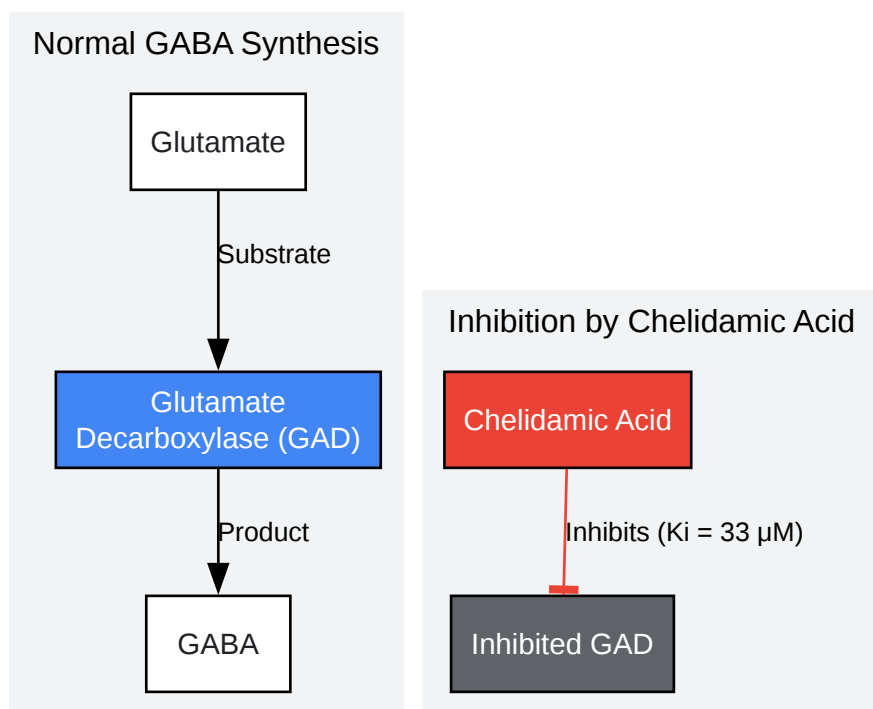 Normal GABA Synthesis
Glutamate
Substrate
Glutamate
Decarboxylase (GAD)
Product
GABA
Inhibition by Chelidamic Acid
Chelidamic Acid
Inhibits (Ki = 33 μM)
Inhibited GAD